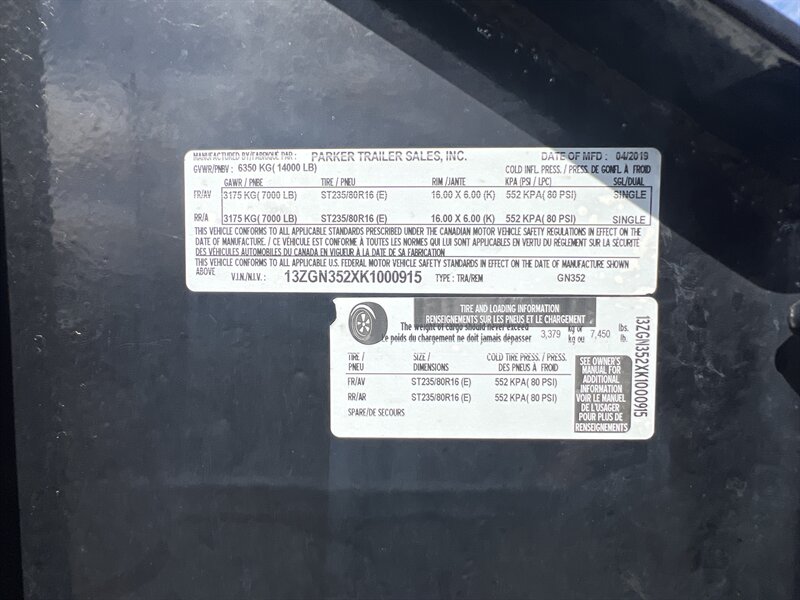 MANUFACTURED BY/FABRIQUÉ PAR : PARKER TRAILER SALES, INC. DATE OF MFD : 04/2019
GVWR/PNBV : 6350 KG( 14000 LB) COLD INFL. PRESS./ PRESS. DE GONFL. À FROID
GAWR / PNBE TIRE / PNEU RIM /JANTE KPA (PSI / LPC) SGL/DUAL
FR/AV 3175 KG( 7000 LB) ST235/80R16 (E) 16.00 X 6.00 (K) 552 KPA( 80 PSI) SINGLE
RR/A 3175 KG( 7000 LB) ST235/80R16 (E) 16.00 X 6.00 (K) 552 KPA( 80 PSI) SINGLE
THIS VEHICLE CONFORMS TO ALL APPLICABLE STANDARDS PRESCRIBED UNDER THE CANADIAN MOTOR VEHICLE SAFETY REGULATIONS IN EFFECT ON THE
DATE OF MANUFACTURE. / CE VÉHICULE EST CONFORME À TOUTES LES NORMES QUI LUI SONT APPLICABLES EN VERTU DU RÈGLEMENT SUR LA SÉCURITÉ
DES VÉHICULES AUTOMOBILES DU CANADA EN VIGUEUR À LA DATE DE SA FABRICATION
THIS VEHICLE CONFORMS TO ALL APPLICABLE U.S. FEDERAL MOTOR VEHICLE SAFETY STANDARDS IN EFFECT ON THE DATE OF MANUFACTURE SHOWN
ABOVE
V.I.N./N.I.V. : 13ZGN352XK1000915 TYPE : TRA/REM GN352
TIRE AND LOADING INFORMATION
RENSEIGNEMENTS SUR LES PNEUS ET LE CHARGEMENT
The weight of cargo should never exceed 3,379 kg or 7,450 lbs.
Le poids du chargement ne doit jamais dépasser kg ou lb.
TIRE / SIZE / COLD TIRE PRESS. / PRESS.
PNEU DIMENSIONS DES PNEUS À FROID
FR/AV ST235/80R16 (E) 552 KPA( 80 PSI)
RR/AR ST235/80R16 (E) 552 KPA( 80 PSI)
SPARE/DE SECOURS
SEE OWNER'S
MANUAL FOR
ADDITIONAL
INFORMATION
VOIR LE MANUEL
DE L'USAGER
POUR PLUS DE
RENSEIGNEMENTS
13ZGN352XK1000915